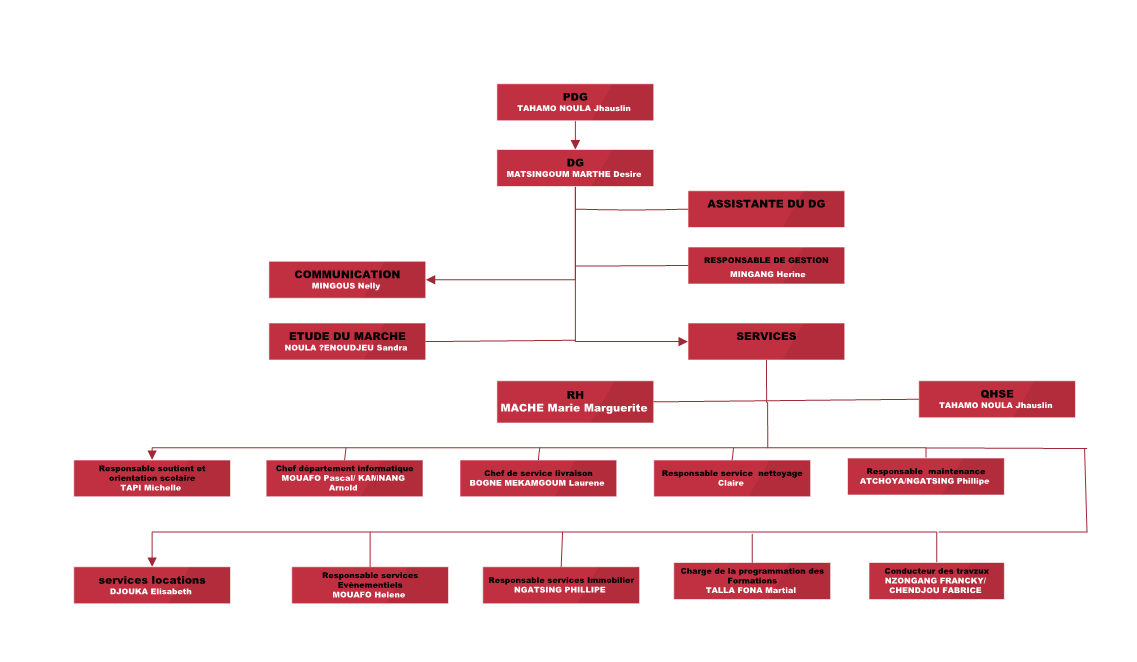 PDG
TAHAMO NOULA Jhauslin
DG
MATSINGOUM MARTHE Desire
ASSISTANTE DU DG
RESPONSABLE DE GESTION
MINGANG Herine
COMMUNICATION
MINGOUS Nelly
ETUDE DU MARCHE
NOULA ?ENOUDJEU Sandra
SERVICES
RH
MACHE Marie Marguerite
QHSE
TAHAMO NOULA Jhauslin
Responsable soutient et
orientation scolaire
TAPI Michelle
Chef département informatique
MOUAFO Pascal/ KAMNANG
Arnold
Chef de service livraison
BOGNE MEKAMGOUM Laurene
Responsable service nettoyage
Claire
Responsable maintenance
ATCHOYA/NGATSING Phillipe
services locations
DJOUKA Elisabeth
Responsable services
Evènementiels
MOUAFO Helene
Responsable services Immobilier
NGATSING PHILLIPE
Charge de la programmation des
Formations
TALLA FONA Martial
Conducteur des travzux
NZONGANG FRANCKY/
CHENDJOU FABRICE